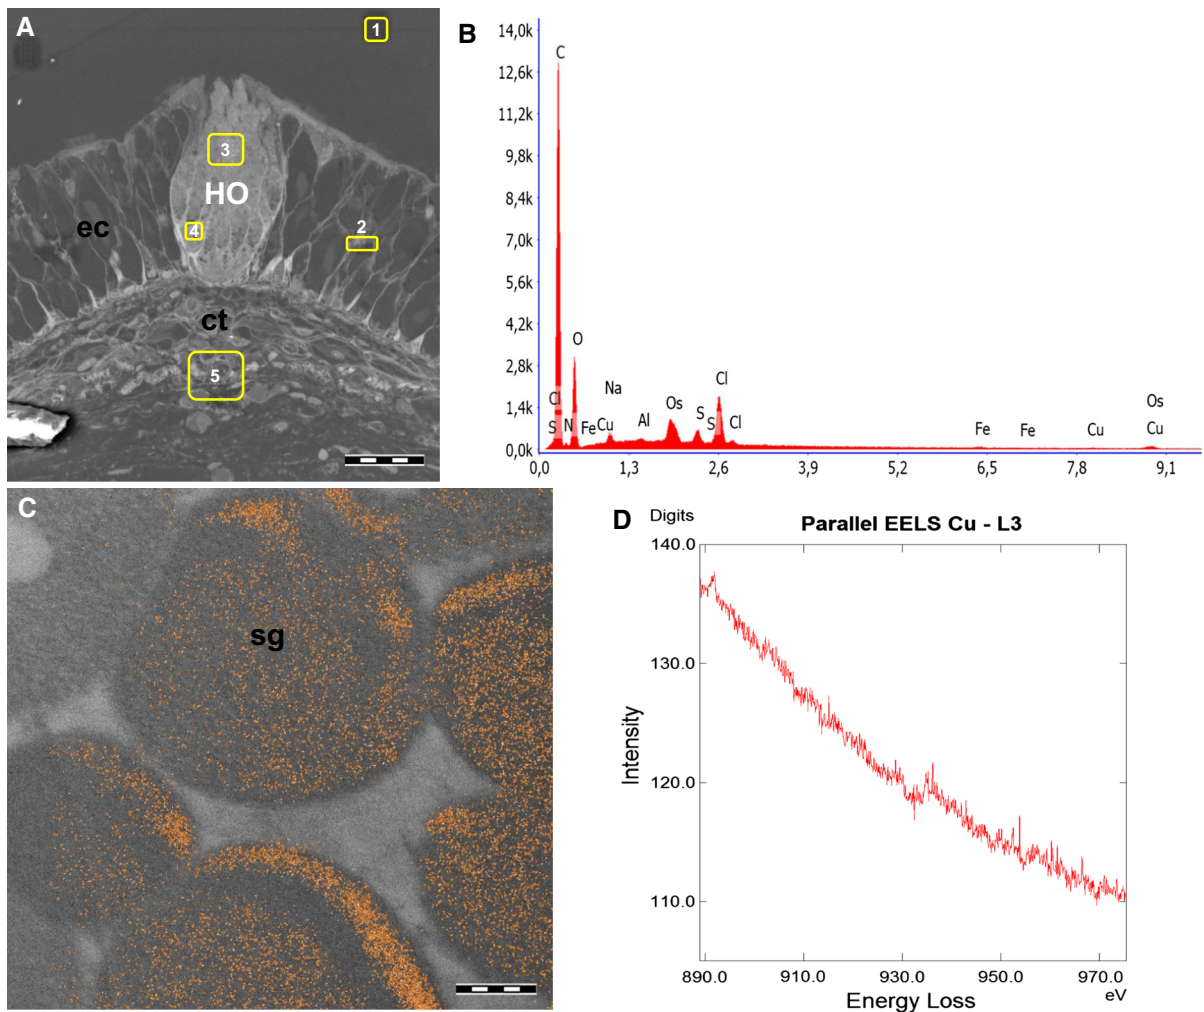 A
1
3
HO
4
2
ec
ct
5
B
14,0k
12,6k
11,2k
9,8k
8,4k
7,0k
5,6k
4,2k
2,8k
1,4k
0,0k
C
O
Na
Cl
S
N
Fe
Cu
Al
Os
S
S
Cl
Cl
Fe
Fe
Cu
Os
Cu
0,0
1,3
2,6
3,9
5,2
6,5
7,8
9,1
C
sg
D
Digits
Parallel EELS Cu - L3
140.0
130.0
120.0
110.0
Intensity
890.0
910.0
930.0
950.0
970.0
eV
Energy Loss